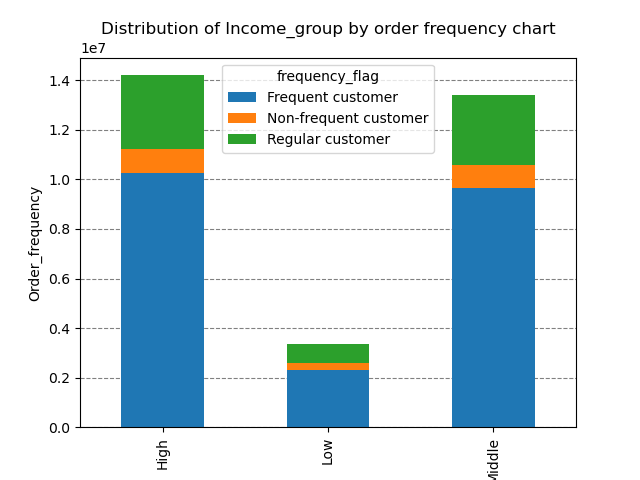 Distribution of Income_group by order frequency chart
1e7
frequency_flag
Frequent customer
Non-frequent customer
Regular customer
Order_frequency
1.4
1.2
1.0
0.8
0.6
0.4
0.2
0.0
High
Low
Middle